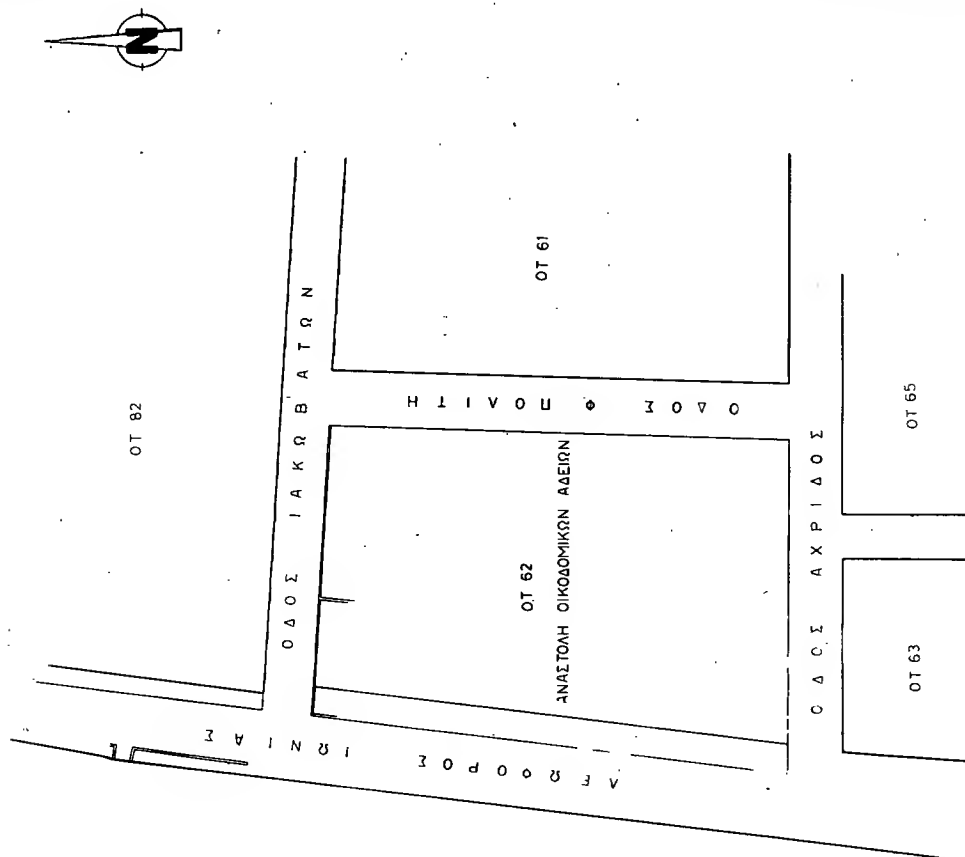 N
ΟΤ 82
ΟΔΟΣ ΙΑΚΩΒΑΤΩΝ
ΟΤ 61
ΟΔΟΣ Φ ΠΟΛΙΤΗ
ΟΤ 62
ΑΝΑΣΤΟΛΗ ΟΙΚΟΔΟΜΙΚΩΝ ΑΔΕΙΩΝ
ΟΔΟΣ ΑΧΡΙΔΟΣ
ΟΤ 65
ΟΤ 63
ΛΕΩΦΟΡΟΣ ΙΩΝΙΑΣ